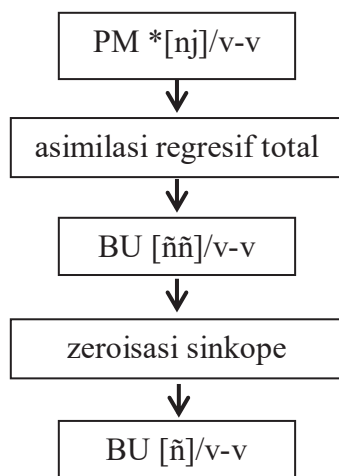 PM *[nj]/v-v
asimilasi regresif total
BU [ññ]/v-v
zeroisasi sinkope
BU [ñ]/v-v